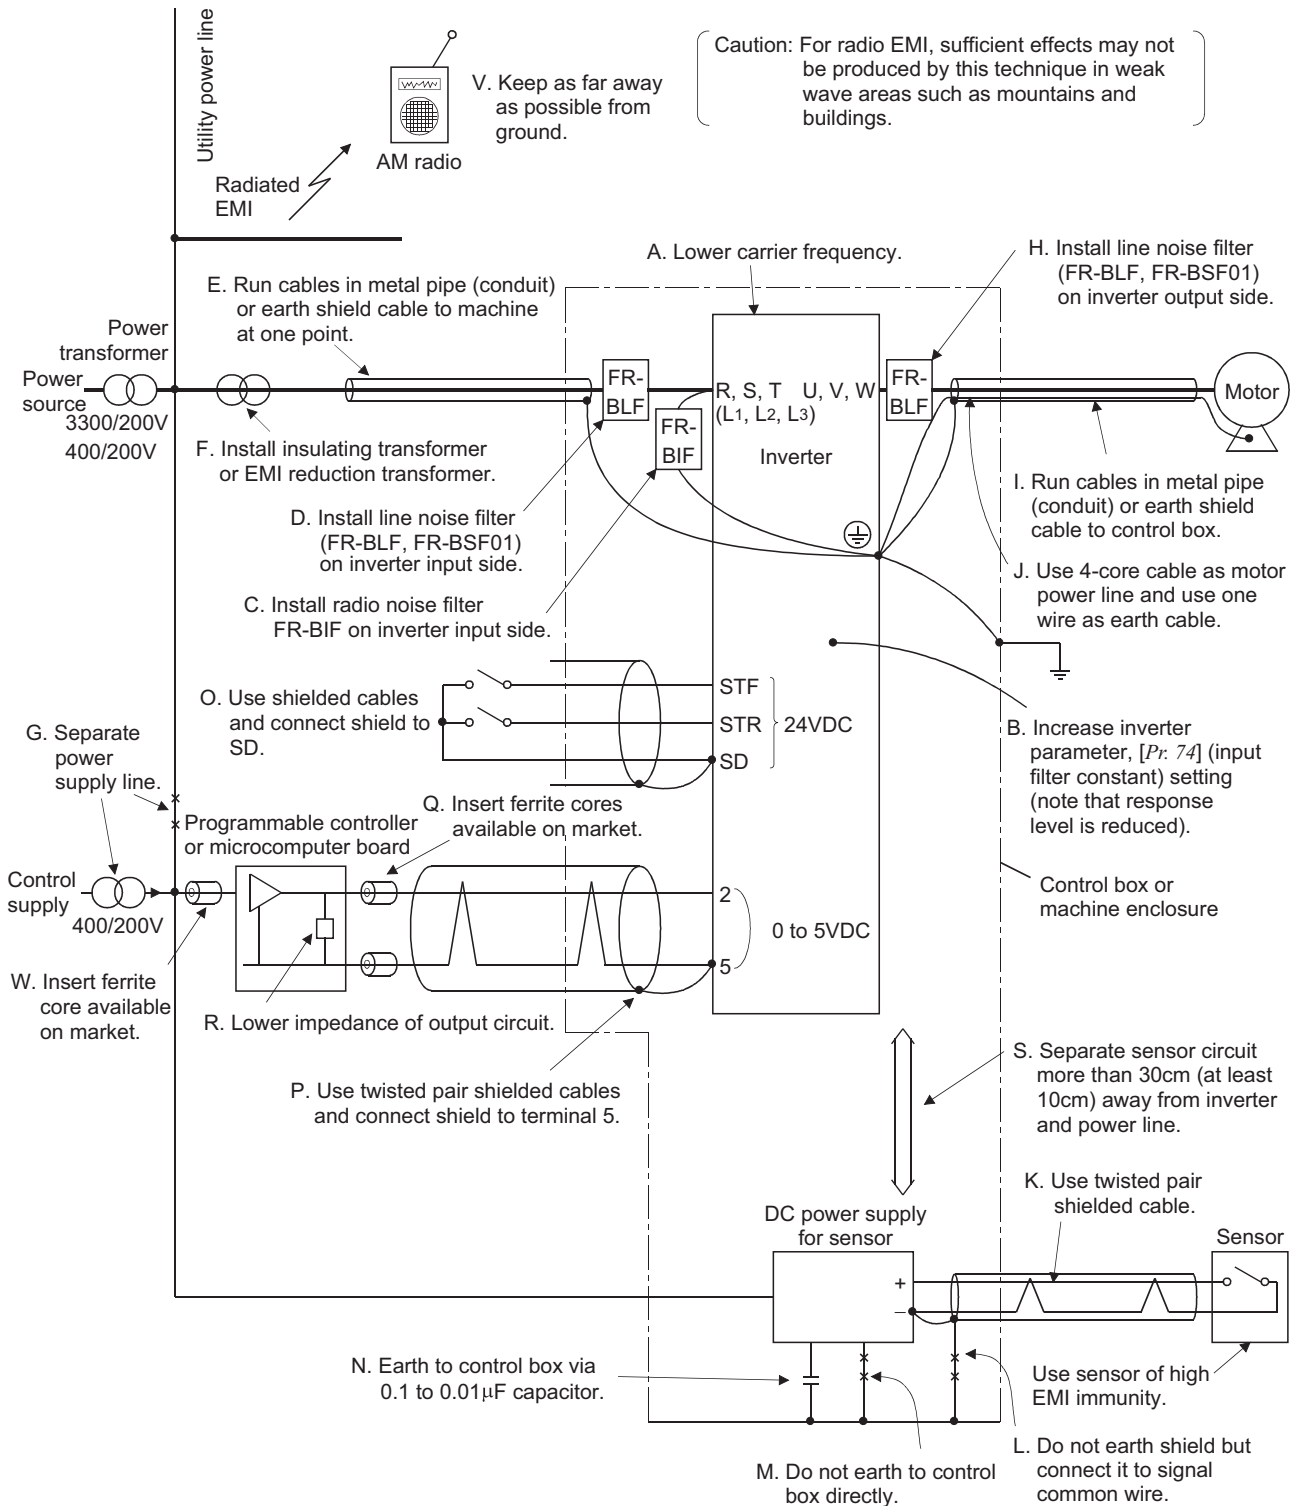 Utility power line
V. Keep as far away
as possible from
ground.
AM radio
Caution: For radio EMI, sufficient effects may not
be produced by this technique in weak
wave areas such as mountains and
buildings.
Radiated
EMI
A. Lower carrier frequency.
H. Install line noise filter
(FR-BLF, FR-BSF01)
on inverter output side.
E. Run cables in metal pipe (conduit)
or earth shield cable to machine
at one point.
Power
transformer
Power
source
3300/200V
400/200V
FR-
BLF
R, S, T
(L1, L2, L3)
U, V, W
FR-
BLF
Motor
FR-
BIF
Inverter
F. Install insulating transformer
or EMI reduction transformer.
I. Run cables in metal pipe
(conduit) or earth shield
cable to control box.
D. Install line noise filter
(FR-BLF, FR-BSF01)
on inverter input side.
J. Use 4-core cable as motor
power line and use one
wire as earth cable.
C. Install radio noise filter
FR-BIF on inverter input side.
O. Use shielded cables
and connect shield to
SD.
STF
STR
SD
24VDC
G. Separate
power
supply line.
B. Increase inverter
parameter, [Pr. 74] (input
filter constant) setting
(note that response
level is reduced).
Q. Insert ferrite cores
available on market.
Programmable controller
or microcomputer board
Control
supply
400/200V
2
5
0 to 5VDC
Control box or
machine enclosure
W. Insert ferrite
core available
on market.
R. Lower impedance of output circuit.
P. Use twisted pair shielded cables
and connect shield to terminal 5.
S. Separate sensor circuit
more than 30cm (at least
10cm) away from inverter
and power line.
K. Use twisted pair
shielded cable.
DC power supply
for sensor
Sensor
+
−
N. Earth to control box via
0.1 to 0.01μF capacitor.
Use sensor of high
EMI immunity.
M. Do not earth to control
box directly.
L. Do not earth shield but
connect it to signal
common wire.